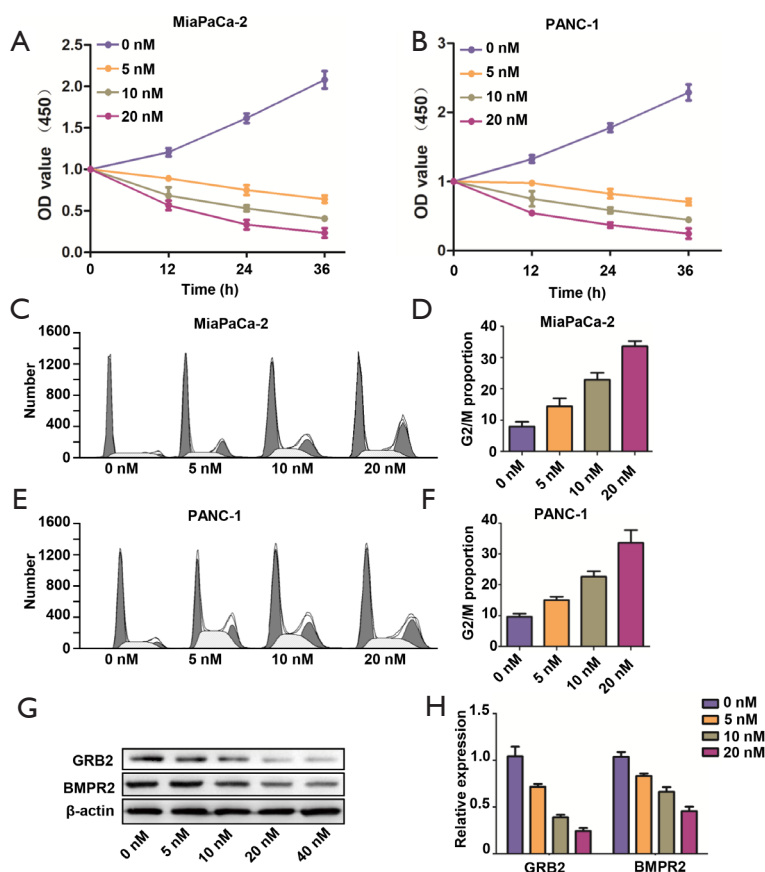 A
MiaPaCa-2
OD value （450）
2.5
2.0
1.5
1.0
0.5
0.0
0 nM
5 nM
10 nM
20 nM
0
12
24
36
Time (h)
B
PANC-1
OD value （450）
3
2
1
0
0 nM
5 nM
10 nM
20 nM
0
12
24
36
Time (h)
C
MiaPaCa-2
Number
1600
1200
800
400
0
0 nM
5 nM
10 nM
20 nM
D
MiaPaCa-2
G2/M proportion
40
30
20
10
0
0 nM
5 nM
10 nM
20 nM
E
PANC-1
Number
1600
1200
800
400
0
0 nM
5 nM
10 nM
20 nM
F
PANC-1
G2/M proportion
40
30
20
10
0
0 nM
5 nM
10 nM
20 nM
G
GRB2
BMPR2
β-actin
0 nM
5 nM
10 nM
20 nM
40 nM
H
Relative expression
1.5
1.0
0.5
0
0 nM
5 nM
10 nM
20 nM
GRB2
BMPR2